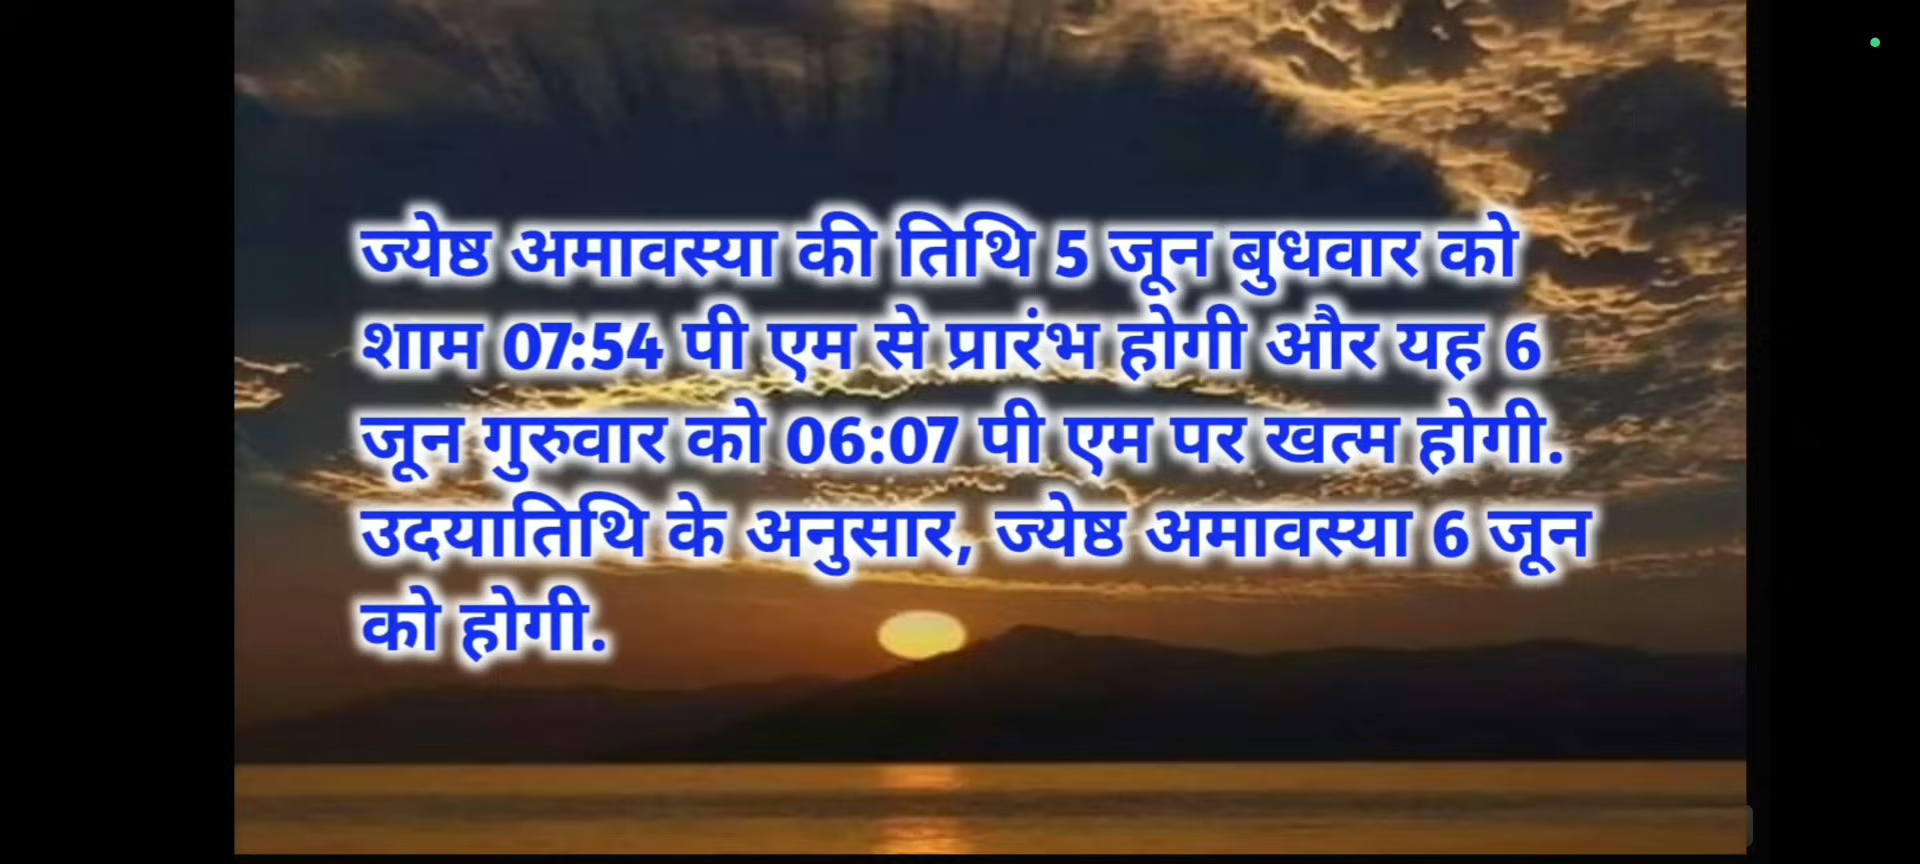 ज्येष्ठ अमावस्या की तिथि 5 जून बुधवार को
शाम 07:54 पी एम से प्रारंभ होगी और यह 6
जून गुरुवार को 06:07 पी एम पर खत्म होगी.
उदयातिथि के अनुसार, ज्येष्ठ अमावस्या 6 जून
को होगी.